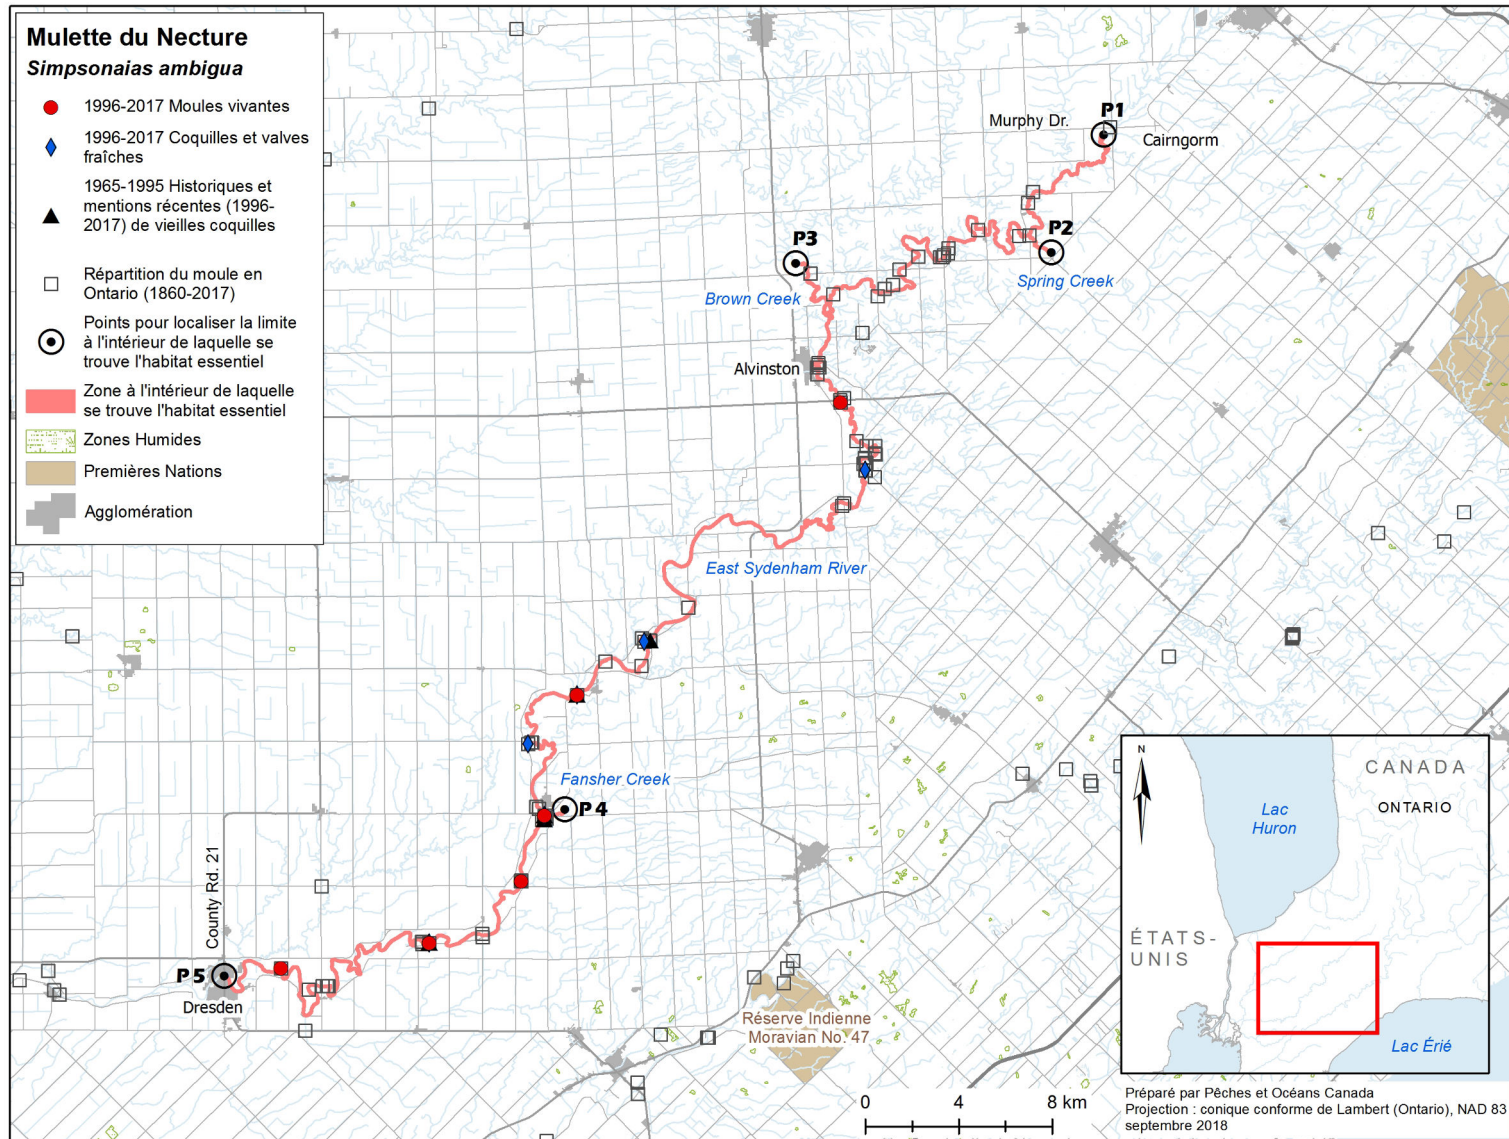 Mulette du Necture
Simpsonaias ambigua
1996-2017 Moules vivantes
1996-2017 Coquilles et valves
fraîches
1965-1995 Historiques et
mentions récentes (1996-
2017) de vieilles coquilles
Répartition du moule en
Ontario (1860-2017)
Points pour localiser la limite
à l'intérieur de laquelle se
trouve l'habitat essentiel
Zone à l'intérieur de laquelle
se trouve l'habitat essentiel
Zones Humides
Premières Nations
Agglomération
P1
Murphy Dr.
Cairngorm
P2
Spring Creek
P3
Brown Creek
Alvinston
East Sydenham River
Fansher Creek
P4
County Rd. 21
P5
Dresden
Réserve Indienne
Moravian No. 47
N
CANADA
ONTARIO
Lac
Huron
ÉTATS-
UNIS
Lac Érié
0 4 8 km
Préparé par Pêches et Océans Canada
Projection : conique conforme de Lambert (Ontario), NAD 83
septembre 2018